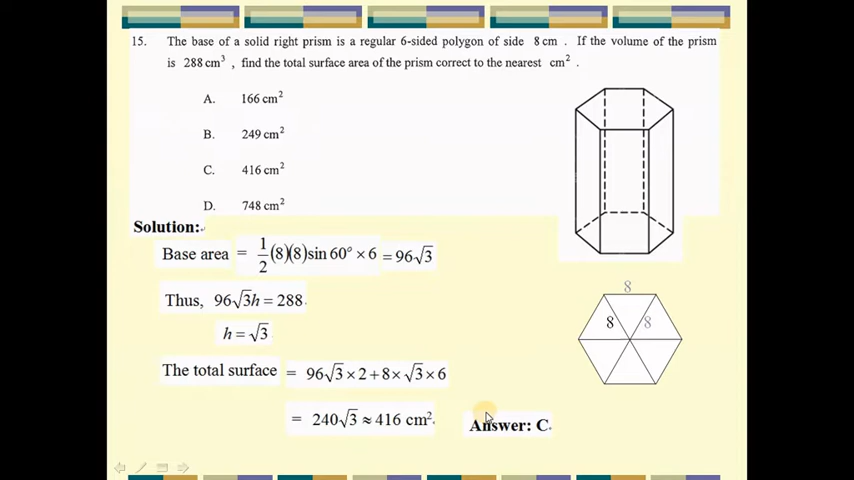 15. The base of a solid right prism is a regular 6-sided polygon of side 8 cm . If the volume of the prism
is 288 cm³ , find the total surface area of the prism correct to the nearest cm² .
A. 166 cm²
B. 249 cm²
C. 416 cm²
D. 748 cm²
Solution:
Base area = 1/2 (8)(8) sin 60° × 6 = 96√3
Thus, 96√3h = 288
h = √3
The total surface = 96√3 × 2 + 8 × √3 × 6
= 240√3 ≈ 416 cm².
Answer: C.
8
8 8